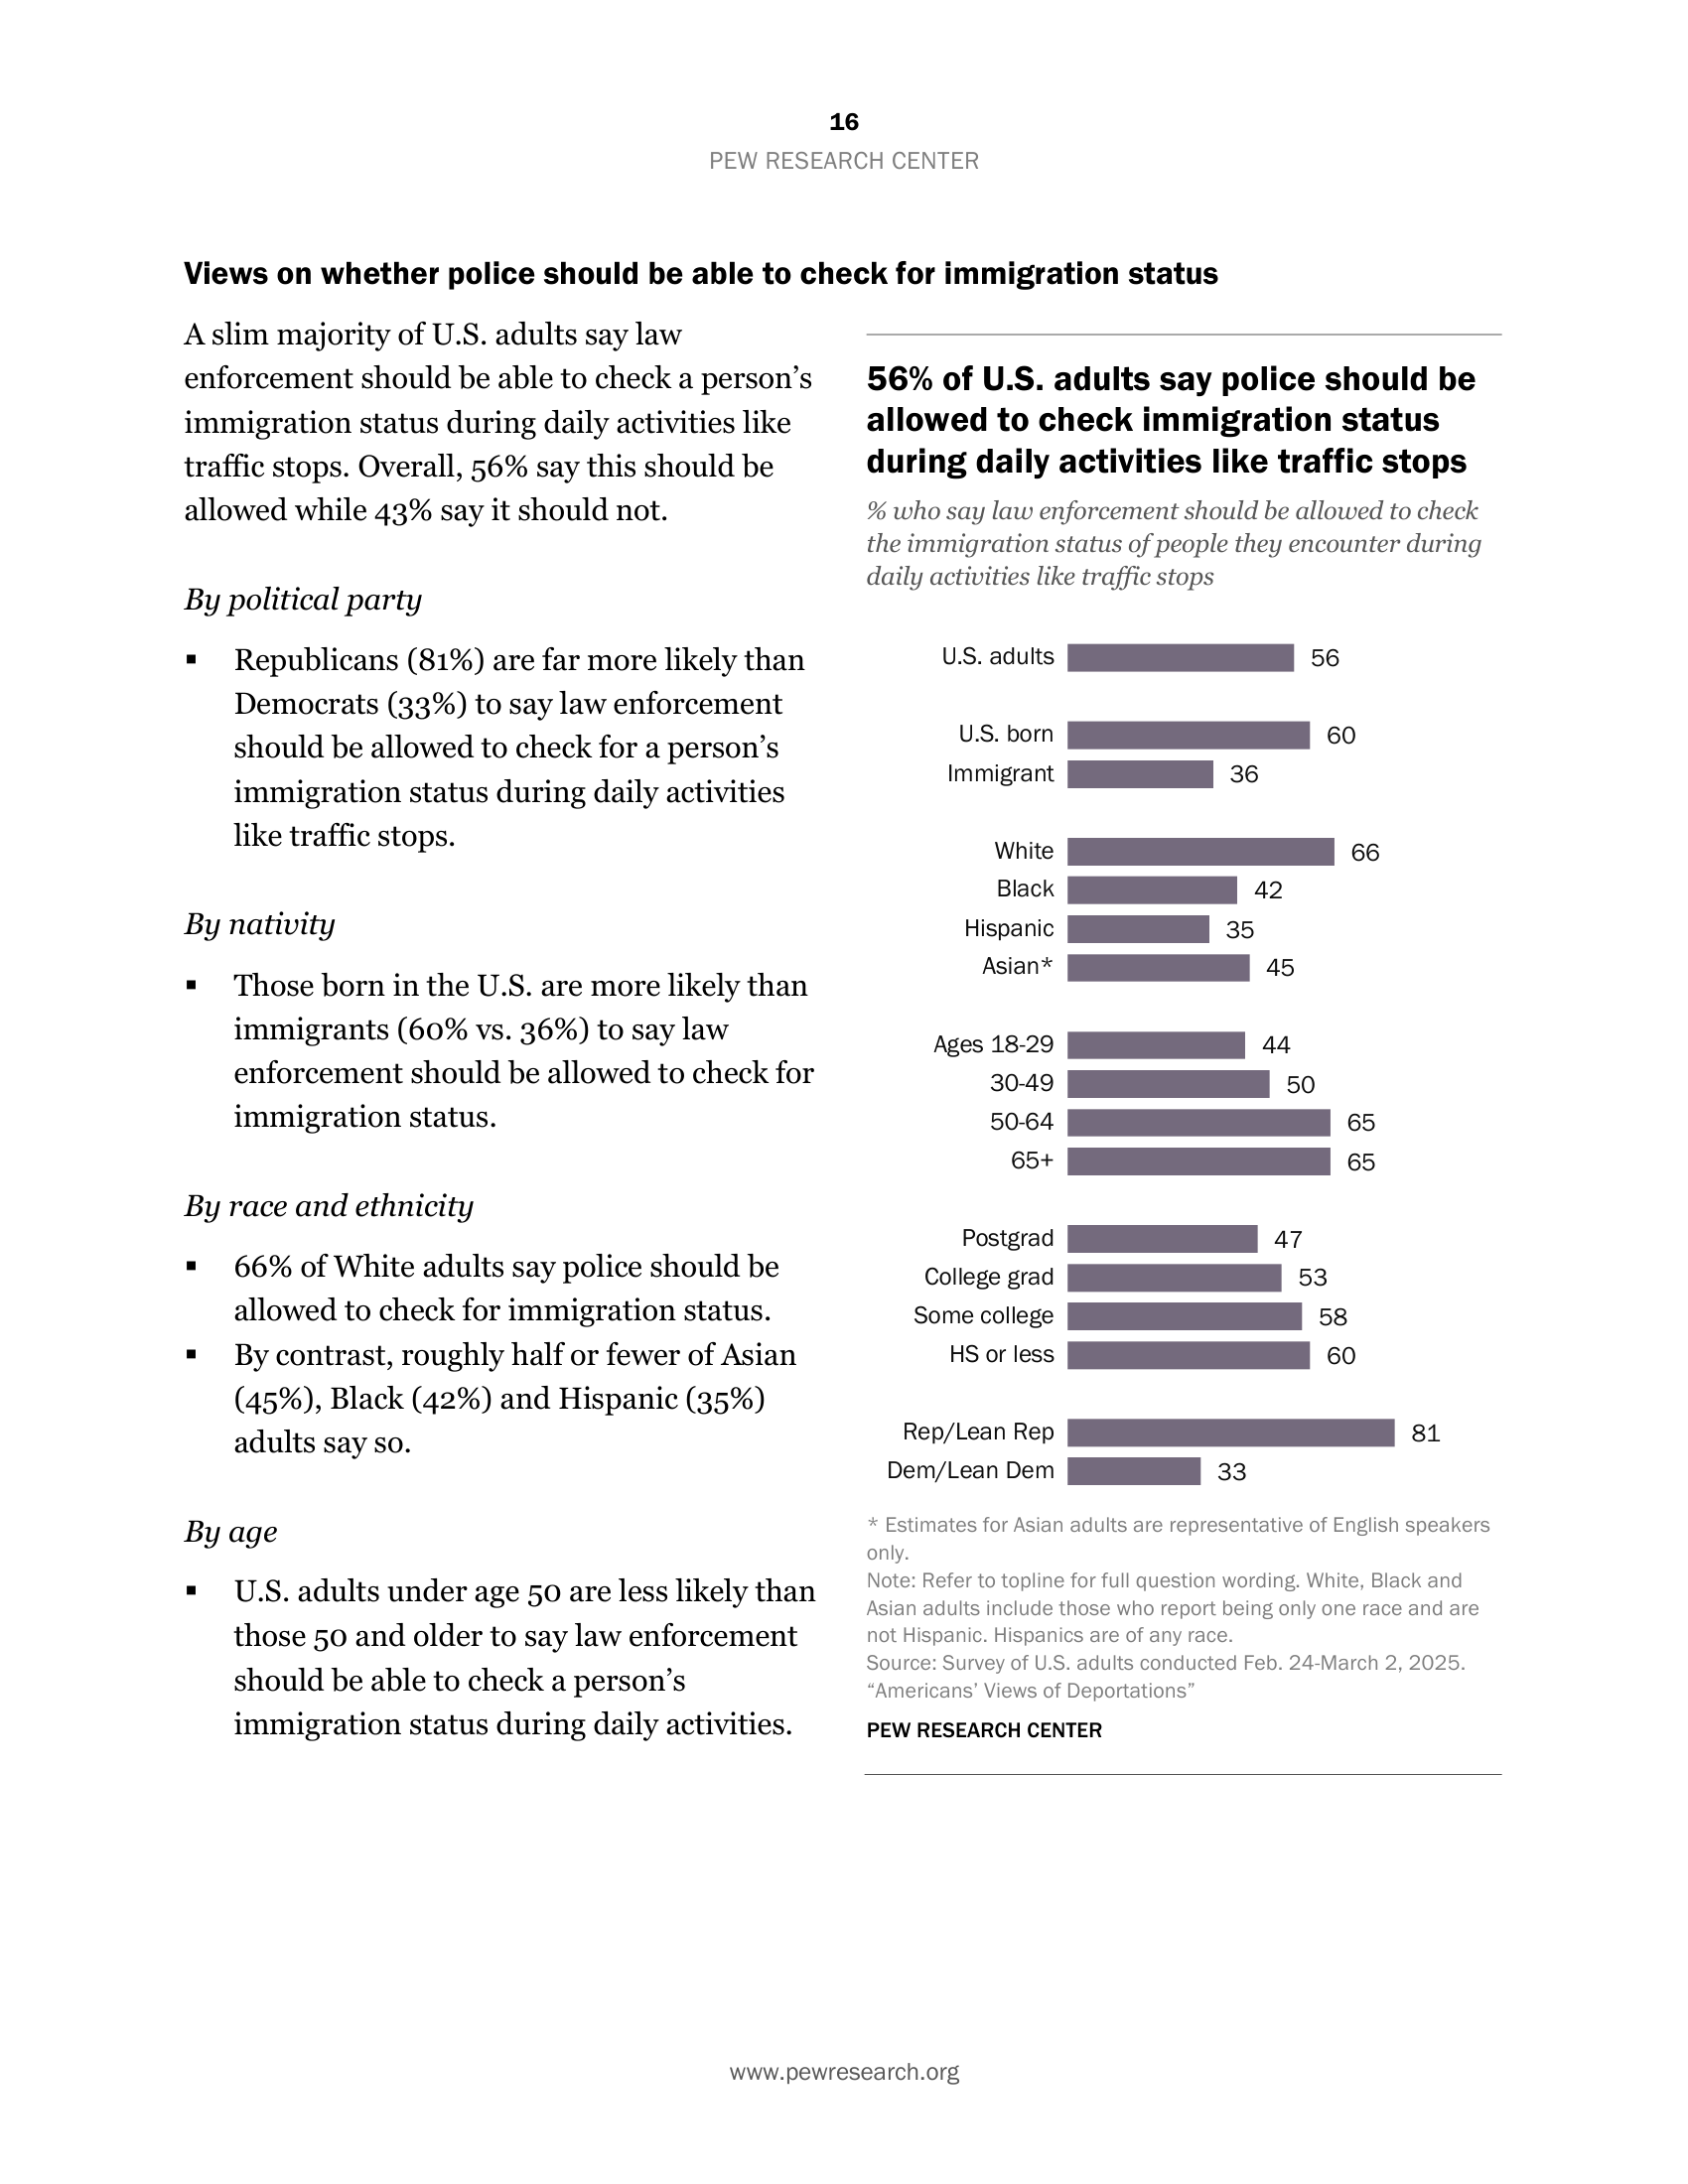 16
PEW RESEARCH CENTER
Views on whether police should be able to check for immigration status
A slim majority of U.S. adults say law
enforcement should be able to check a person’s
immigration status during daily activities like
traffic stops. Overall, 56% say this should be
allowed while 43% say it should not.
By political party
▪ Republicans (81%) are far more likely than
Democrats (33%) to say law enforcement
should be allowed to check for a person’s
immigration status during daily activities
like traffic stops.
By nativity
▪ Those born in the U.S. are more likely than
immigrants (60% vs. 36%) to say law
enforcement should be allowed to check for
immigration status.
By race and ethnicity
▪ 66% of White adults say police should be
allowed to check for immigration status.
▪ By contrast, roughly half or fewer of Asian
(45%), Black (42%) and Hispanic (35%)
adults say so.
By age
▪ U.S. adults under age 50 are less likely than
those 50 and older to say law enforcement
should be able to check a person’s
immigration status during daily activities.
56% of U.S. adults say police should be
allowed to check immigration status
during daily activities like traffic stops
% who say law enforcement should be allowed to check
the immigration status of people they encounter during
daily activities like traffic stops
U.S. adults 56
U.S. born 60
Immigrant 36
White 66
Black 42
Hispanic 35
Asian* 45
Ages 18-29 44
30-49 50
50-64 65
65+ 65
Postgrad 47
College grad 53
Some college 58
HS or less 60
Rep/Lean Rep 81
Dem/Lean Dem 33
* Estimates for Asian adults are representative of English speakers
only.
Note: Refer to topline for full question wording. White, Black and
Asian adults include those who report being only one race and are
not Hispanic. Hispanics are of any race.
Source: Survey of U.S. adults conducted Feb. 24-March 2, 2025.
“Americans’ Views of Deportations”
PEW RESEARCH CENTER
www.pewresearch.org